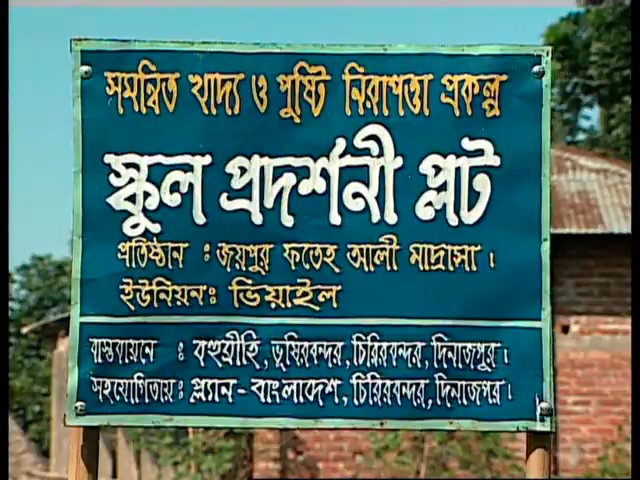 সমন্বিত খাদ্য ও পুষ্টি নিরাপত্তা প্রকল্প
স্কুল প্রদর্শনী প্লট
প্রতিষ্ঠান : জয়পুর ফতেহ আলী মাদ্রাসা।
ইউনিয়ন : ভিয়াইল
বাস্তবায়নে : বহুব্রীহি, ভূষিরবন্দর, চিরিরবন্দর, দিনাজপুর।
সহযোগিতায় : প্ল্যান - বাংলাদেশ, চিরিরবন্দর, দিনাজপুর।